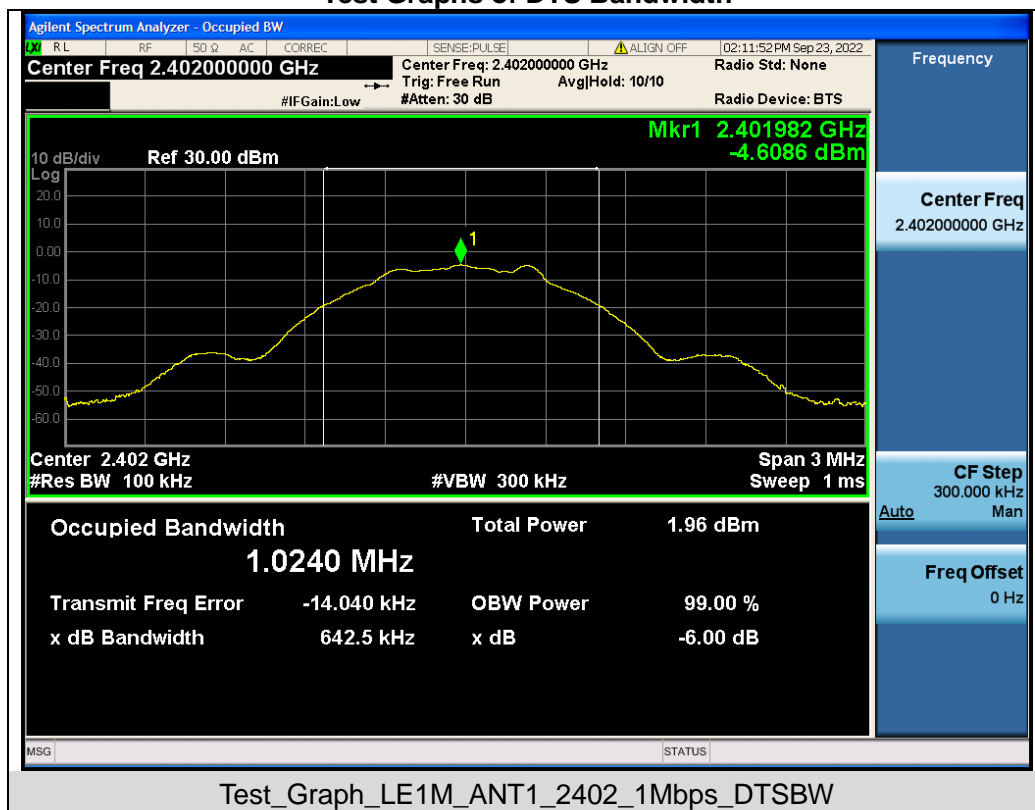 Test Graphs of DTS Bandwidth
Agilent Spectrum Analyzer - Occupied BW
LXI RL RF 50 Ω AC CORREC SENSE:PULSE ALIGN OFF 02:11:52 PM Sep 23, 2022
Center Freq 2.402000000 GHz
Center Freq: 2.402000000 GHz
Radio Std: None
Trig: Free Run Avg|Hold: 10/10
#IFGain:Low #Atten: 30 dB Radio Device: BTS
Mkr1 2.401982 GHz
-4.6086 dBm
10 dB/div Ref 30.00 dBm
Log
20.0
10.0
0.00
-10.0
-20.0
-30.0
-40.0
-50.0
-60.0
1
Center 2.402 GHz Span 3 MHz
#Res BW 100 kHz #VBW 300 kHz Sweep 1 ms
Occupied Bandwidth Total Power 1.96 dBm
1.0240 MHz
Transmit Freq Error -14.040 kHz OBW Power 99.00 %
x dB Bandwidth 642.5 kHz x dB -6.00 dB
Frequency
Center Freq
2.402000000 GHz
CF Step
300.000 kHz
Auto Man
Freq Offset
0 Hz
MSG STATUS
Test_Graph_LE1M_ANT1_2402_1Mbps_DTSBW